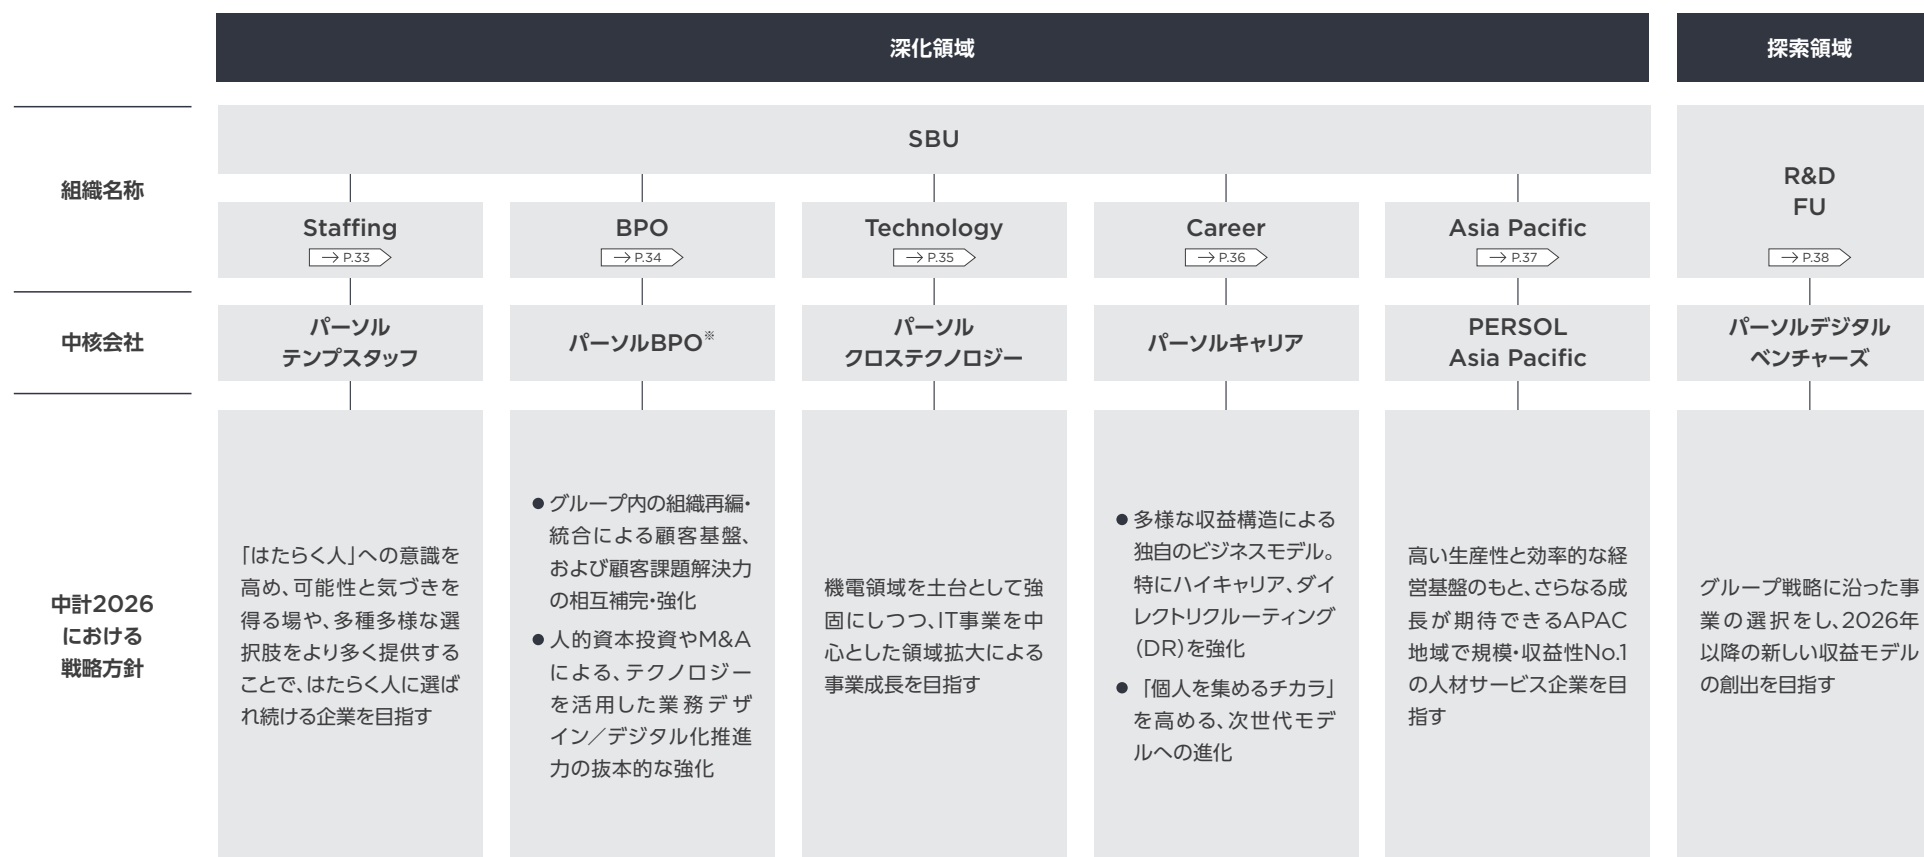 深化領域
探索領域
組織名称
SBU
Staffing
→ P.33
BPO
→ P.34
Technology
→ P.35
Career
→ P.36
Asia Pacific
→ P.37
R&D
FU
→ P.38
中核会社
パーソル
テンプスタッフ
パーソルBPO※
パーソル
クロステクノロジー
パーソルキャリア
PERSOL
Asia Pacific
パーソルデジタル
ベンチャーズ
中計2026
における
戦略方針
「はたらく人」への意識を
高め、可能性と気づきを
得る場や、多種多様な選
択肢をより多く提供する
ことで、はたらく人に選ば
れ続ける企業を目指す
●グループ内の組織再編・
統合による顧客基盤、
および顧客課題解決力
の相互補完・強化
●人的資本投資やM&A
による、テクノロジー
を活用した業務デザ
イン／デジタル化推進
力の抜本的な強化
機電領域を土台として強
固にしつつ、IT事業を中
心とした領域拡大による
事業成長を目指す
●多様な収益構造による
独自のビジネスモデル。
特にハイキャリア、ダイ
レクトリクルーティング
（DR）を強化
●「個人を集めるチカラ」
を高める、次世代モデ
ルへの進化
高い生産性と効率的な経
営基盤のもと、さらなる成
長が期待できるAPAC
地域で規模・収益性No.1
の人材サービス企業を目
指す
グループ戦略に沿った事
業の選択をし、2026年
以降の新しい収益モデル
の創出を目指す